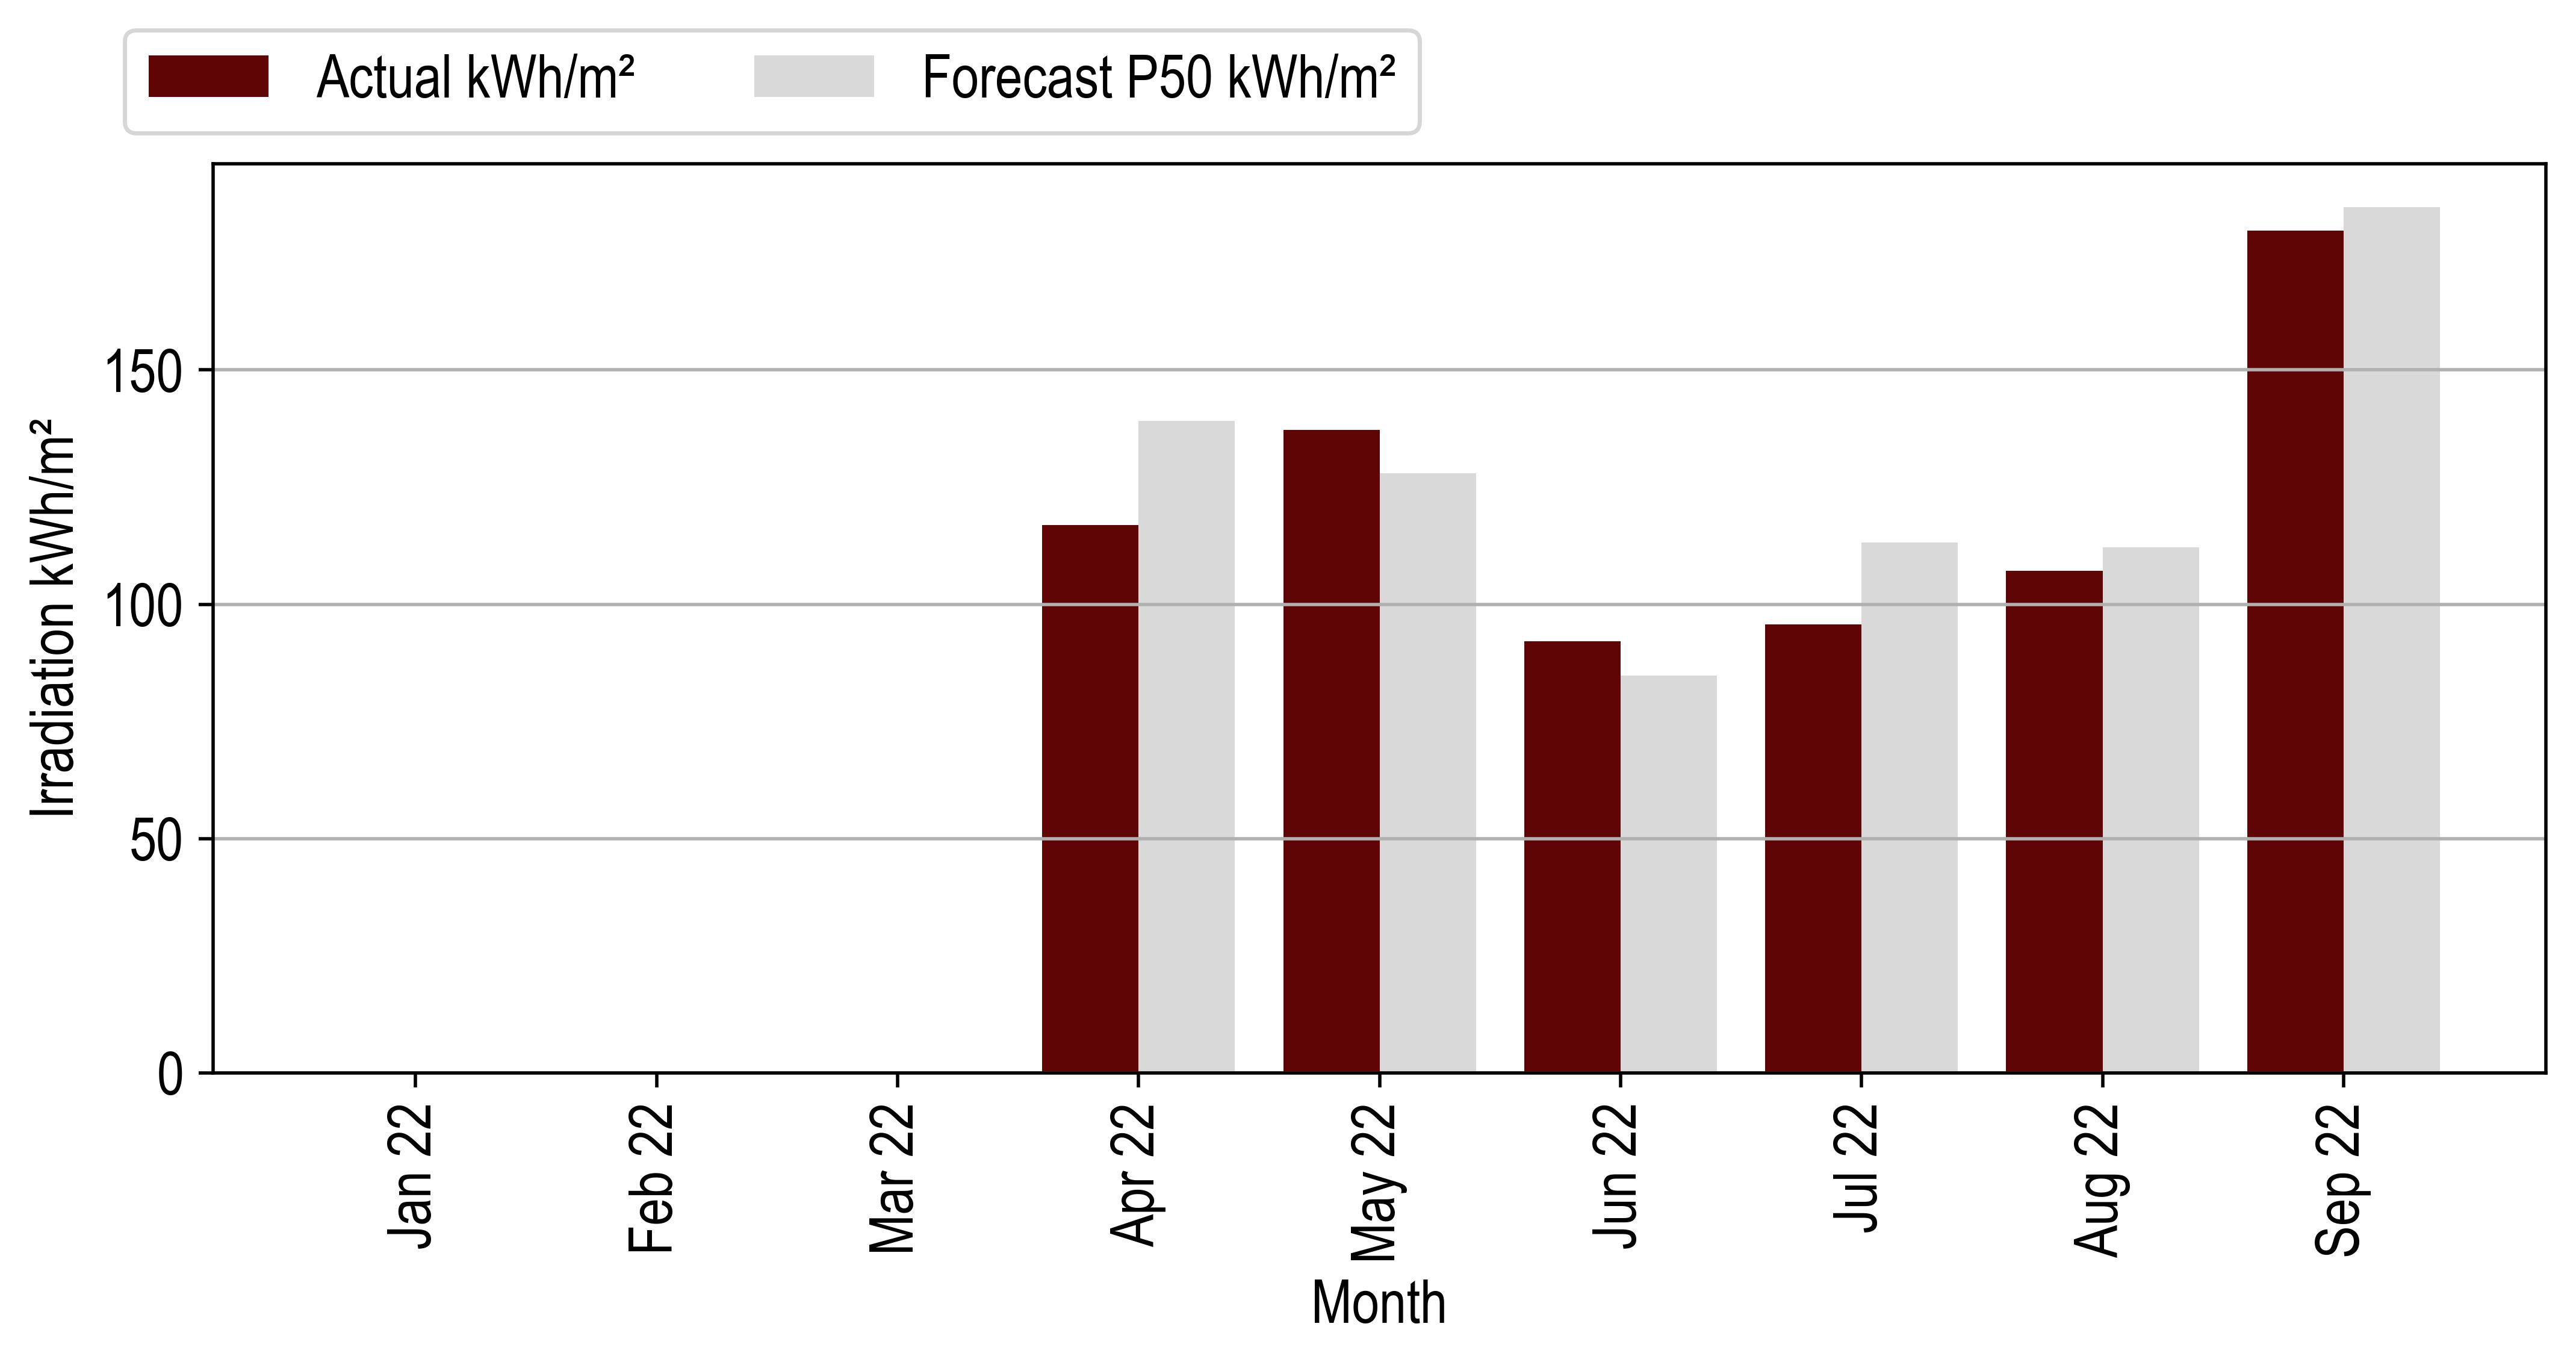 Actual kWh/m² Forecast P50 kWh/m²
Irradiation kWh/m²
150
100
50
0
Jan 22
Feb 22
Mar 22
Apr 22
May 22
Jun 22
Jul 22
Aug 22
Sep 22
Month